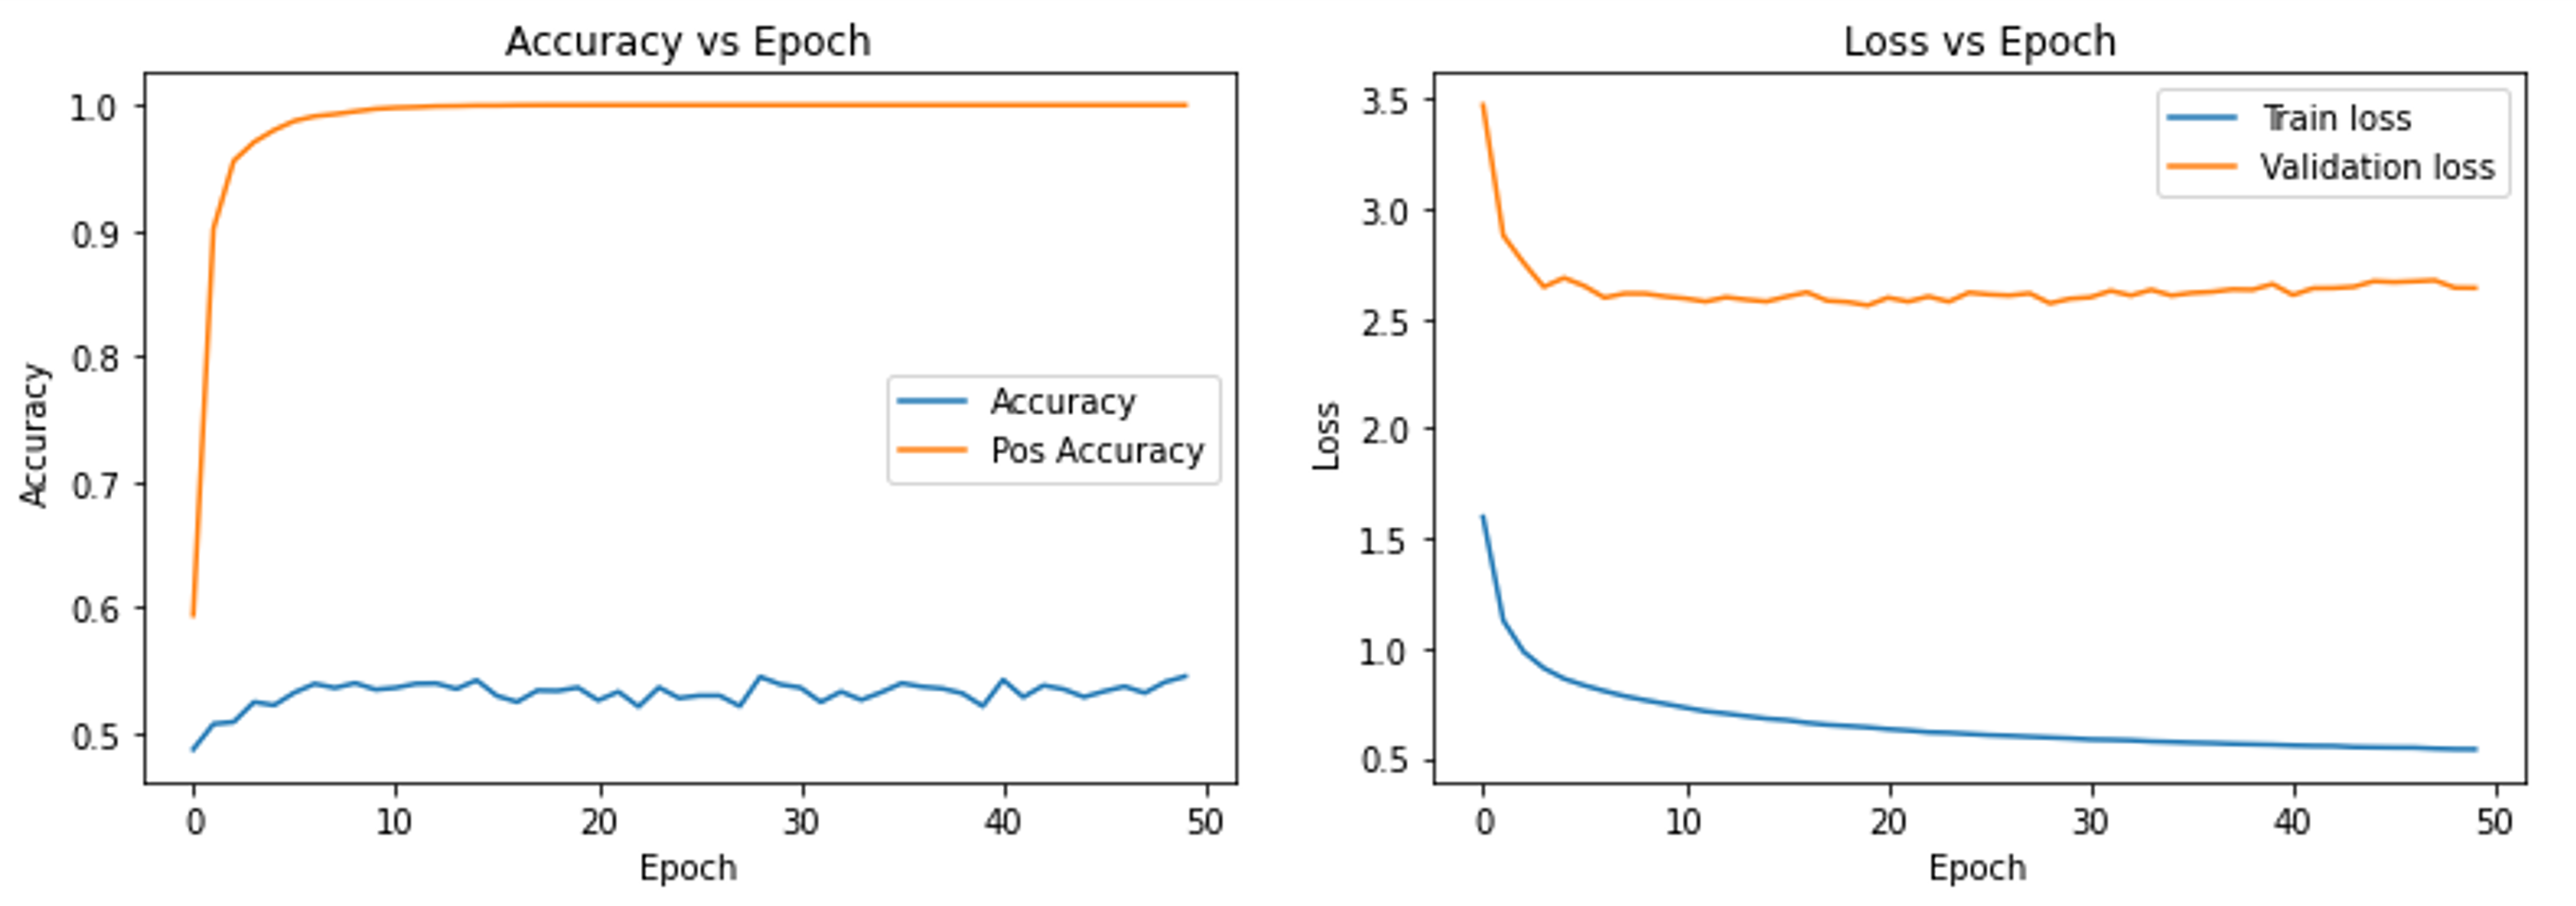 Accuracy vs Epoch
1.0
0.9
0.8
0.7
0.6
0.5
Accuracy
Accuracy
Pos Accuracy
0 10 20 30 40 50
Epoch
Loss vs Epoch
3.5
3.0
2.5
2.0
1.5
1.0
0.5
Loss
Train loss
Validation loss
0 10 20 30 40 50
Epoch